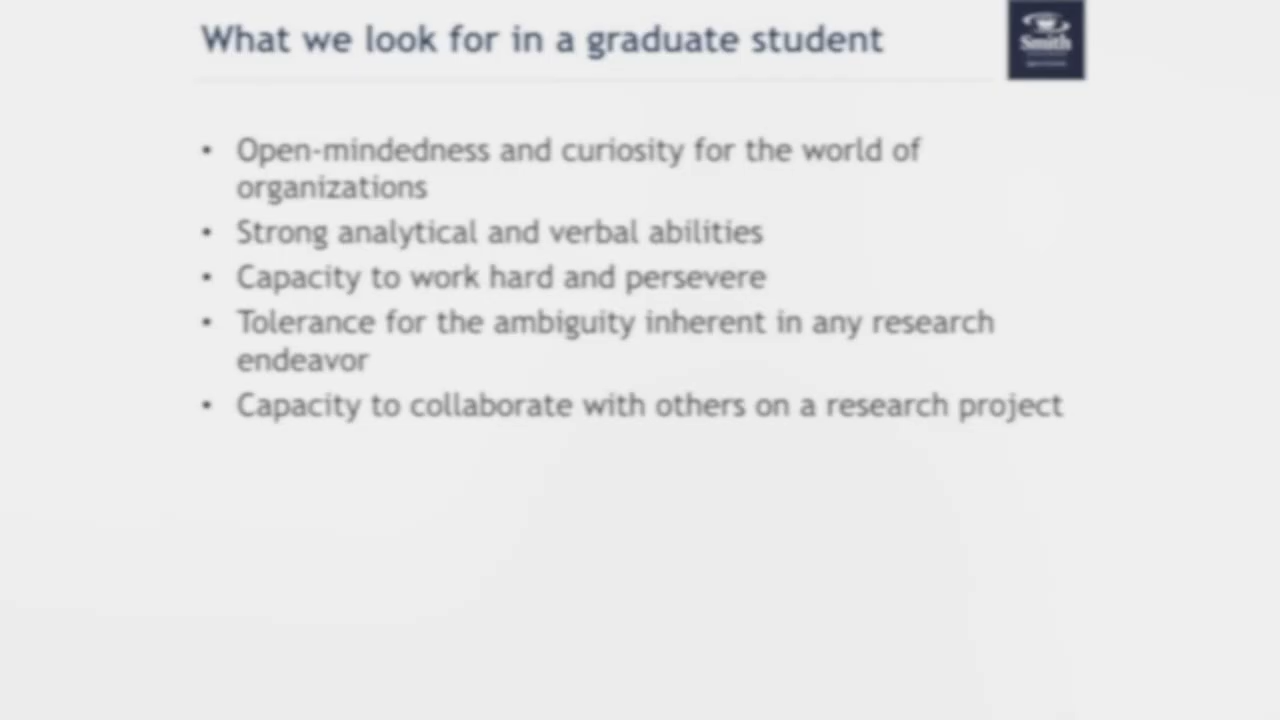 What we look for in a graduate student
Smith
• Open-mindedness and curiosity for the world of
organizations
• Strong analytical and verbal abilities
• Capacity to work hard and persevere
• Tolerance for the ambiguity inherent in any research
endeavor
• Capacity to collaborate with others on a research project